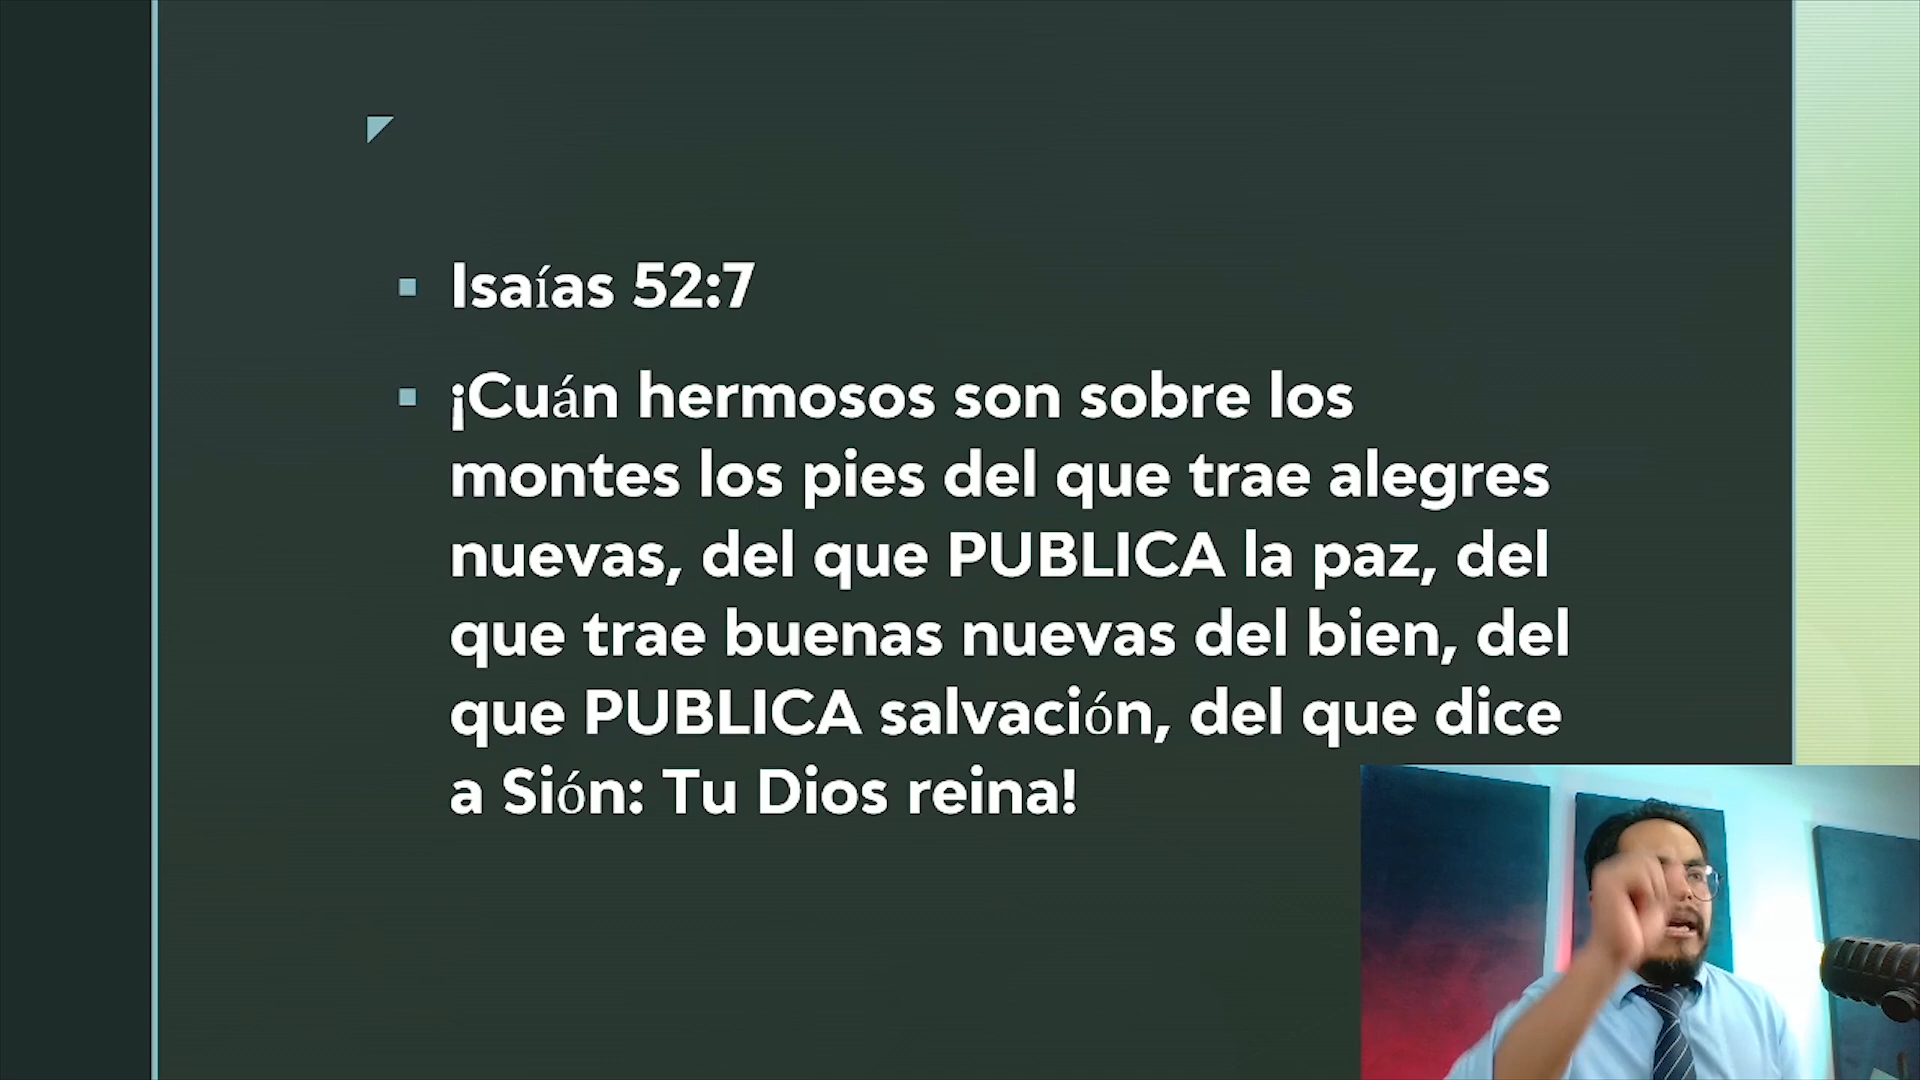 Isaías 52:7
¡Cuán hermosos son sobre los
montes los pies del que trae alegres
nuevas, del que PUBLICA la paz, del
que trae buenas nuevas del bien, del
que PUBLICA salvación, del que dice
a Sión: Tu Dios reina!